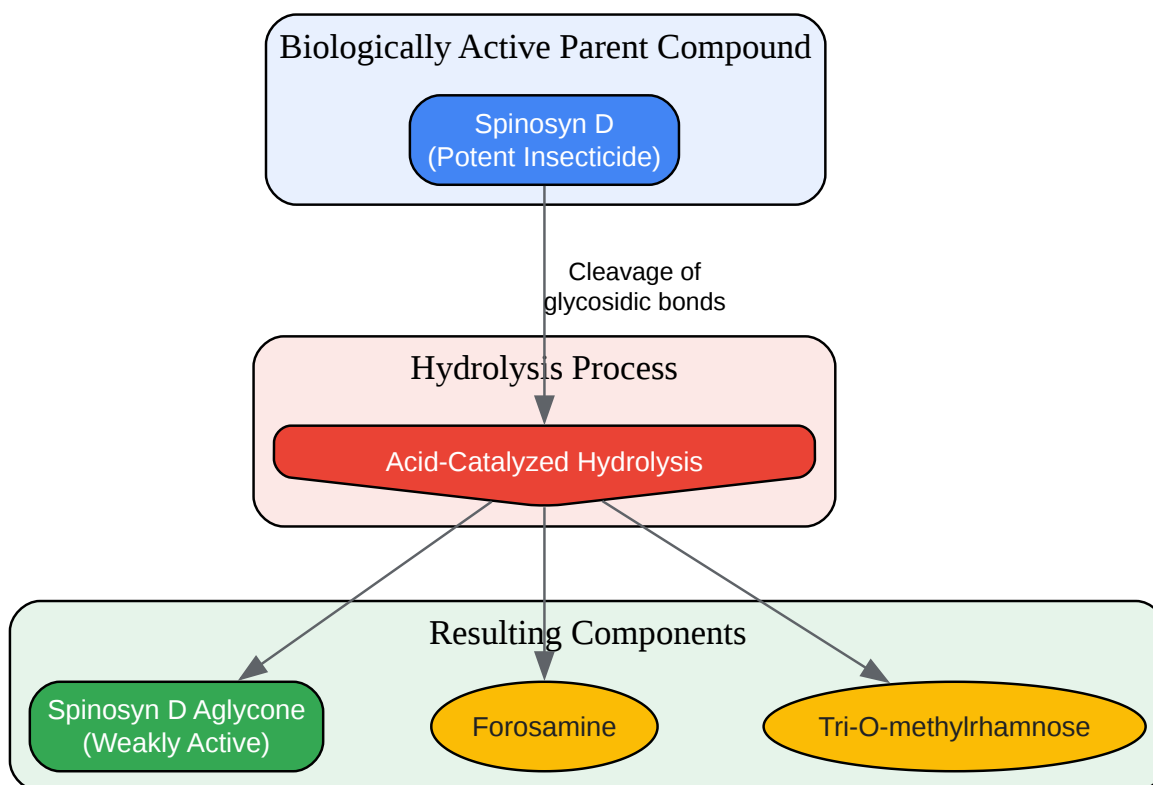 Biologically Active Parent Compound
Spinosyn D
(Potent Insecticide)
Cleavage of
glycosidic bonds
Hydrolysis Process
Acid-Catalyzed Hydrolysis
Resulting Components
Spinosyn D Aglycone
(Weakly Active)
Forosamine
Tri-O-methylrhamnose